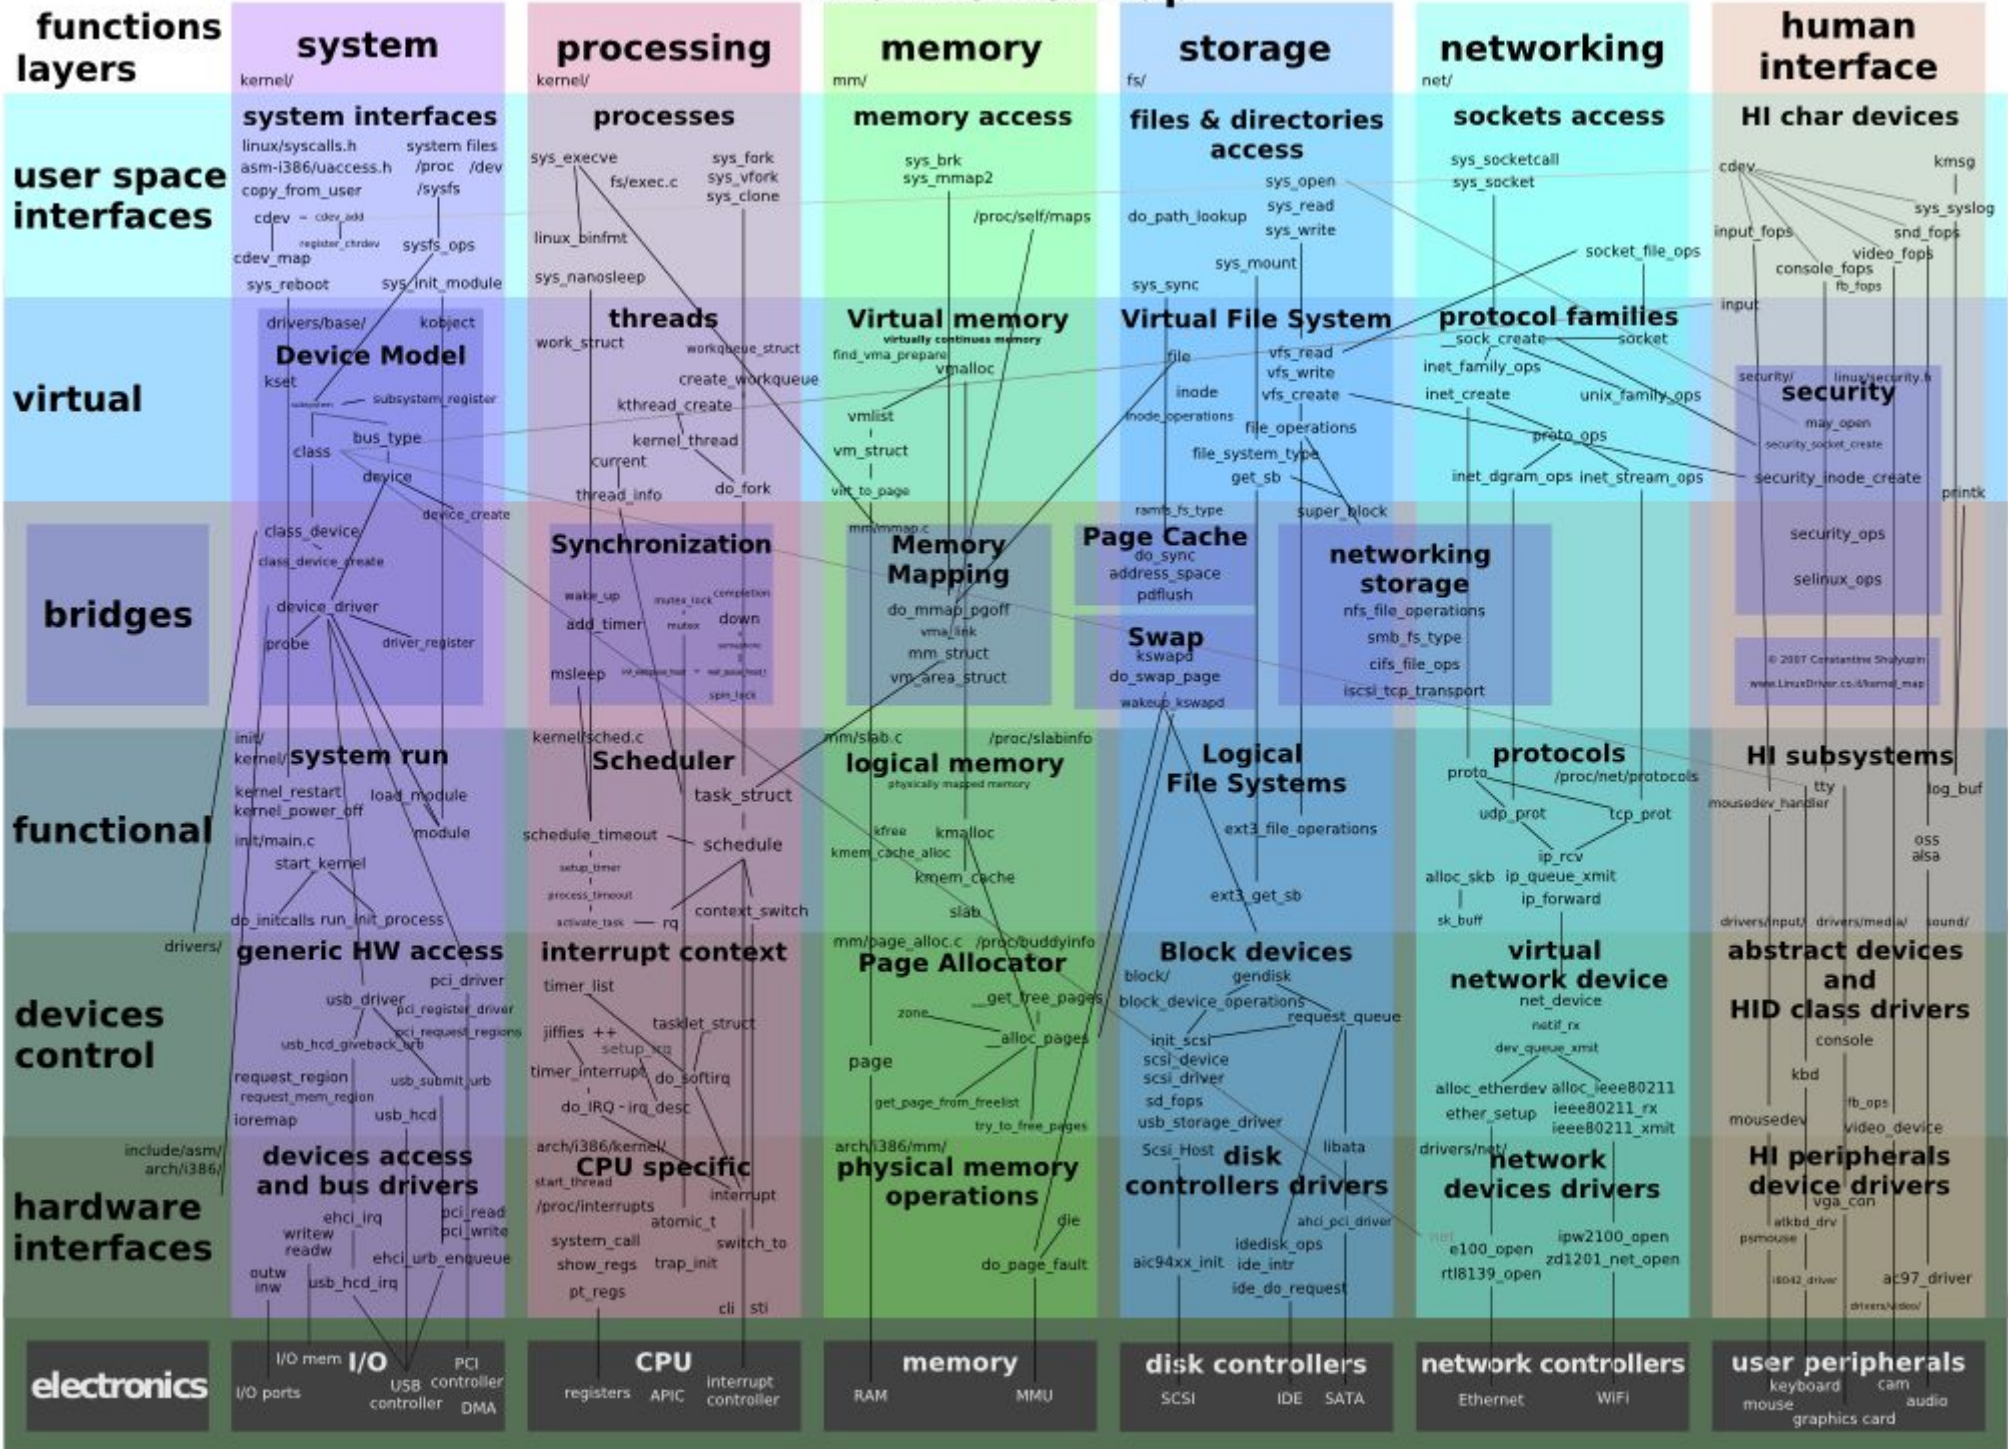 functions
layers
system
kernel/
processing
kernel/
memory
mm/
storage
fs/
networking
net/
human
interface
user space
interfaces
system interfaces
linux/syscalls.h system files
asm-i386/uaccess.h /proc /dev
copy_from_user /sysfs
cdev - cdev_add
register_chrdev sysfs_ops
cdev_map
sys_reboot sys_init_module
processes
sys_execve sys_fork
fs/exec.c sys_vfork
sys_clone
linux_binfmt
sys_nanosleep
memory access
sys_brk
sys_mmap2
/proc/self/maps
files & directories
access
sys_open
do_path_lookup sys_read
sys_write
sys_mount
sys_sync
sockets access
sys_socketcall
sys_socket
socket_file_ops
HI char devices
cdev kmsg
sys_syslog
input_fops snd_fops
video_fops
console_fops
fb_fops
virtual
drivers/base/ kobject
Device Model
kset
subsystem subsystem_register
bus_type
class
device
device_create
threads
work_struct workqueue_struct
create_workqueue
kthread_create
kernel_thread
current
thread_info do_fork
Virtual memory
virtually continues memory
find_vma_prepare
vmalloc
vmlist
vm_struct
virt_to_page
Virtual File System
file vfs_read
vfs_write
inode vfs_create
inode_operations
file_operations
file_system_type
get_sb
ramfs_fs_type super_block
protocol families
__sock_create socket
inet_family_ops
inet_create unix_family_ops
proto_ops
inet_dgram_ops inet_stream_ops
input
security/ linux/security.h
security
may_open
security_socket_create
security_inode_create
printk
security_ops
selinux_ops
bridges
class_device
class_device_create
device_driver
probe driver_register
Synchronization
wake_up mutex_lock completion
add_timer mutex down
semaphore
msleep
spin_lock
mm/mmap.c
Memory
Mapping
do_mmap_pgoff
vma_link
mm_struct
vm_area_struct
Page Cache
do_sync
address_space
pdflush
Swap
kswapd
do_swap_page
wakeup_kswapd
networking
storage
nfs_file_operations
smb_fs_type
cifs_file_ops
iscsi_tcp_transport
© 2007 Constantine Shulyupin
www.LinuxDriver.co.il/kernel_map
functional
init/
kernel/ system run
kernel_restart load_module
kernel_power_off
init/main.c module
start_kernel
do_initcalls run_init_process
kernel/sched.c
Scheduler
task_struct
schedule_timeout schedule
setup_timer
process_timeout
activate_task rq context_switch
mm/slab.c /proc/slabinfo
logical memory
physically mapped memory
kfree kmalloc
kmem_cache_alloc
kmem_cache
slab
Logical
File Systems
ext3_file_operations
ext3_get_sb
protocols
proto /proc/net/protocols
udp_prot tcp_prot
ip_rcv
alloc_skb ip_queue_xmit
ip_forward
sk_buff
HI subsystems
tty log_buf
mousedev_handler
oss
alsa
drivers/input/ drivers/media/ sound/
drivers/
devices
control
generic HW access
pci_driver
usb_driver pci_register_driver
pci_request_regions
usb_hcd_giveback_urb
request_region usb_submit_urb
request_mem_region
ioremap usb_hcd
interrupt context
timer_list
jiffies ++ tasklet_struct
setup_irq
timer_interrupt do_softirq
do_IRQ - irq_desc
mm/page_alloc.c /proc/buddyinfo
Page Allocator
__get_free_pages
zone
__alloc_pages
page
get_page_from_freelist
try_to_free_pages
Block devices
block/ gendisk
block_device_operations
request_queue
init_scsi
scsi_device
scsi_driver
sd_fops
usb_storage_driver
virtual
network device
net_device
netif_rx
dev_queue_xmit
alloc_etherdev alloc_ieee80211
ether_setup ieee80211_rx
ieee80211_xmit
abstract devices
and
HID class drivers
console
kbd
fb_ops
mousedev
video_device
include/asm/
arch/i386/
hardware
interfaces
devices access
and bus drivers
ehci_irq pci_read
pci_write
writew
readw ehci_urb_enqueue
outw
inw usb_hcd_irq
arch/i386/kernel/
CPU specific
start_thread interrupt
/proc/interrupts
atomic_t
system_call switch_to
show_regs trap_init
pt_regs
cli sti
arch/i386/mm/
physical memory
operations
die
do_page_fault
Scsi_Host libata
disk
controllers drivers
ahci_pci_driver
idedisk_ops
aic94xx_init ide_intr
ide_do_request
drivers/net/
network
devices drivers
net ipw2100_open
e100_open
zd1201_net_open
rtl8139_open
HI peripherals
device drivers
vga_con
atkbd_drv
psmouse
i8042_driver ac97_driver
drivers/video/
electronics
I/O mem I/O PCI
I/O ports USB controller
controller DMA
CPU
registers APIC interrupt
controller
memory
RAM MMU
disk controllers
SCSI IDE SATA
network controllers
Ethernet WiFi
user peripherals
keyboard cam
mouse audio
graphics card